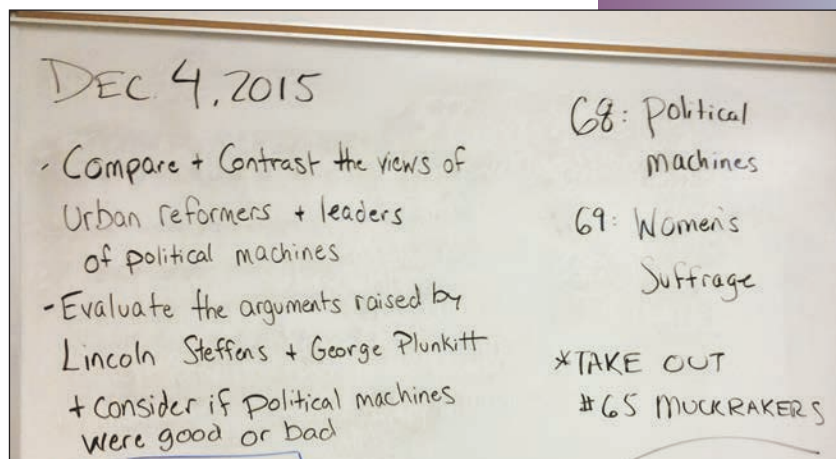 DEC. 4, 2015
- Compare + Contrast the views of
Urban reformers + leaders
of political machines
- Evaluate the arguments raised by
Lincoln Steffens + George Plunkitt
+ consider if political machines
were good or bad
68: Political
machines
69: Women's
Suffrage
*TAKE OUT
#65 MUCKRAKERS